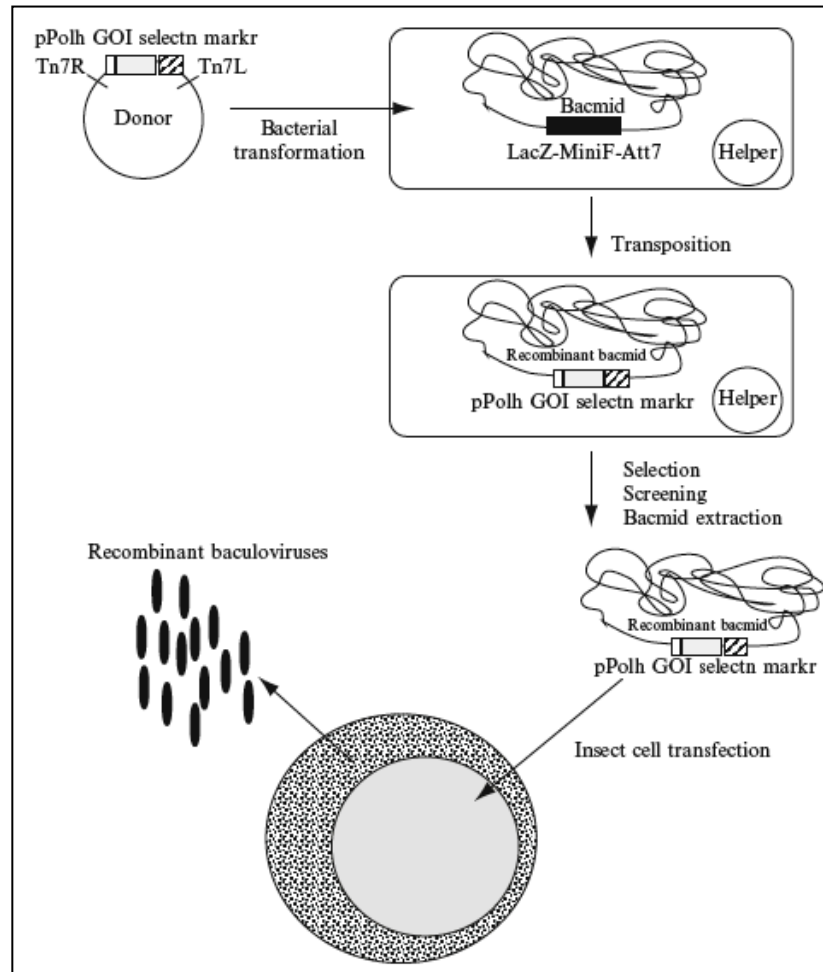 pPolh GOI selectn markr
Tn7R
Tn7L
Donor
Bacterial
transformation
Bacmid
LacZ-MiniF-Att7
Helper
Transposition
Recombinant bacmid
pPolh GOI selectn markr
Helper
Selection
Screening
Bacmid extraction
Recombinant baculoviruses
Recombinant bacmid
pPolh GOI selectn markr
Insect cell transfection